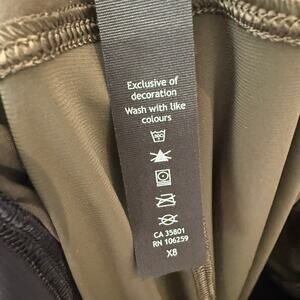 Exclusive of
decoration
Wash with like
colours
CA 35801
RN 106259
X8